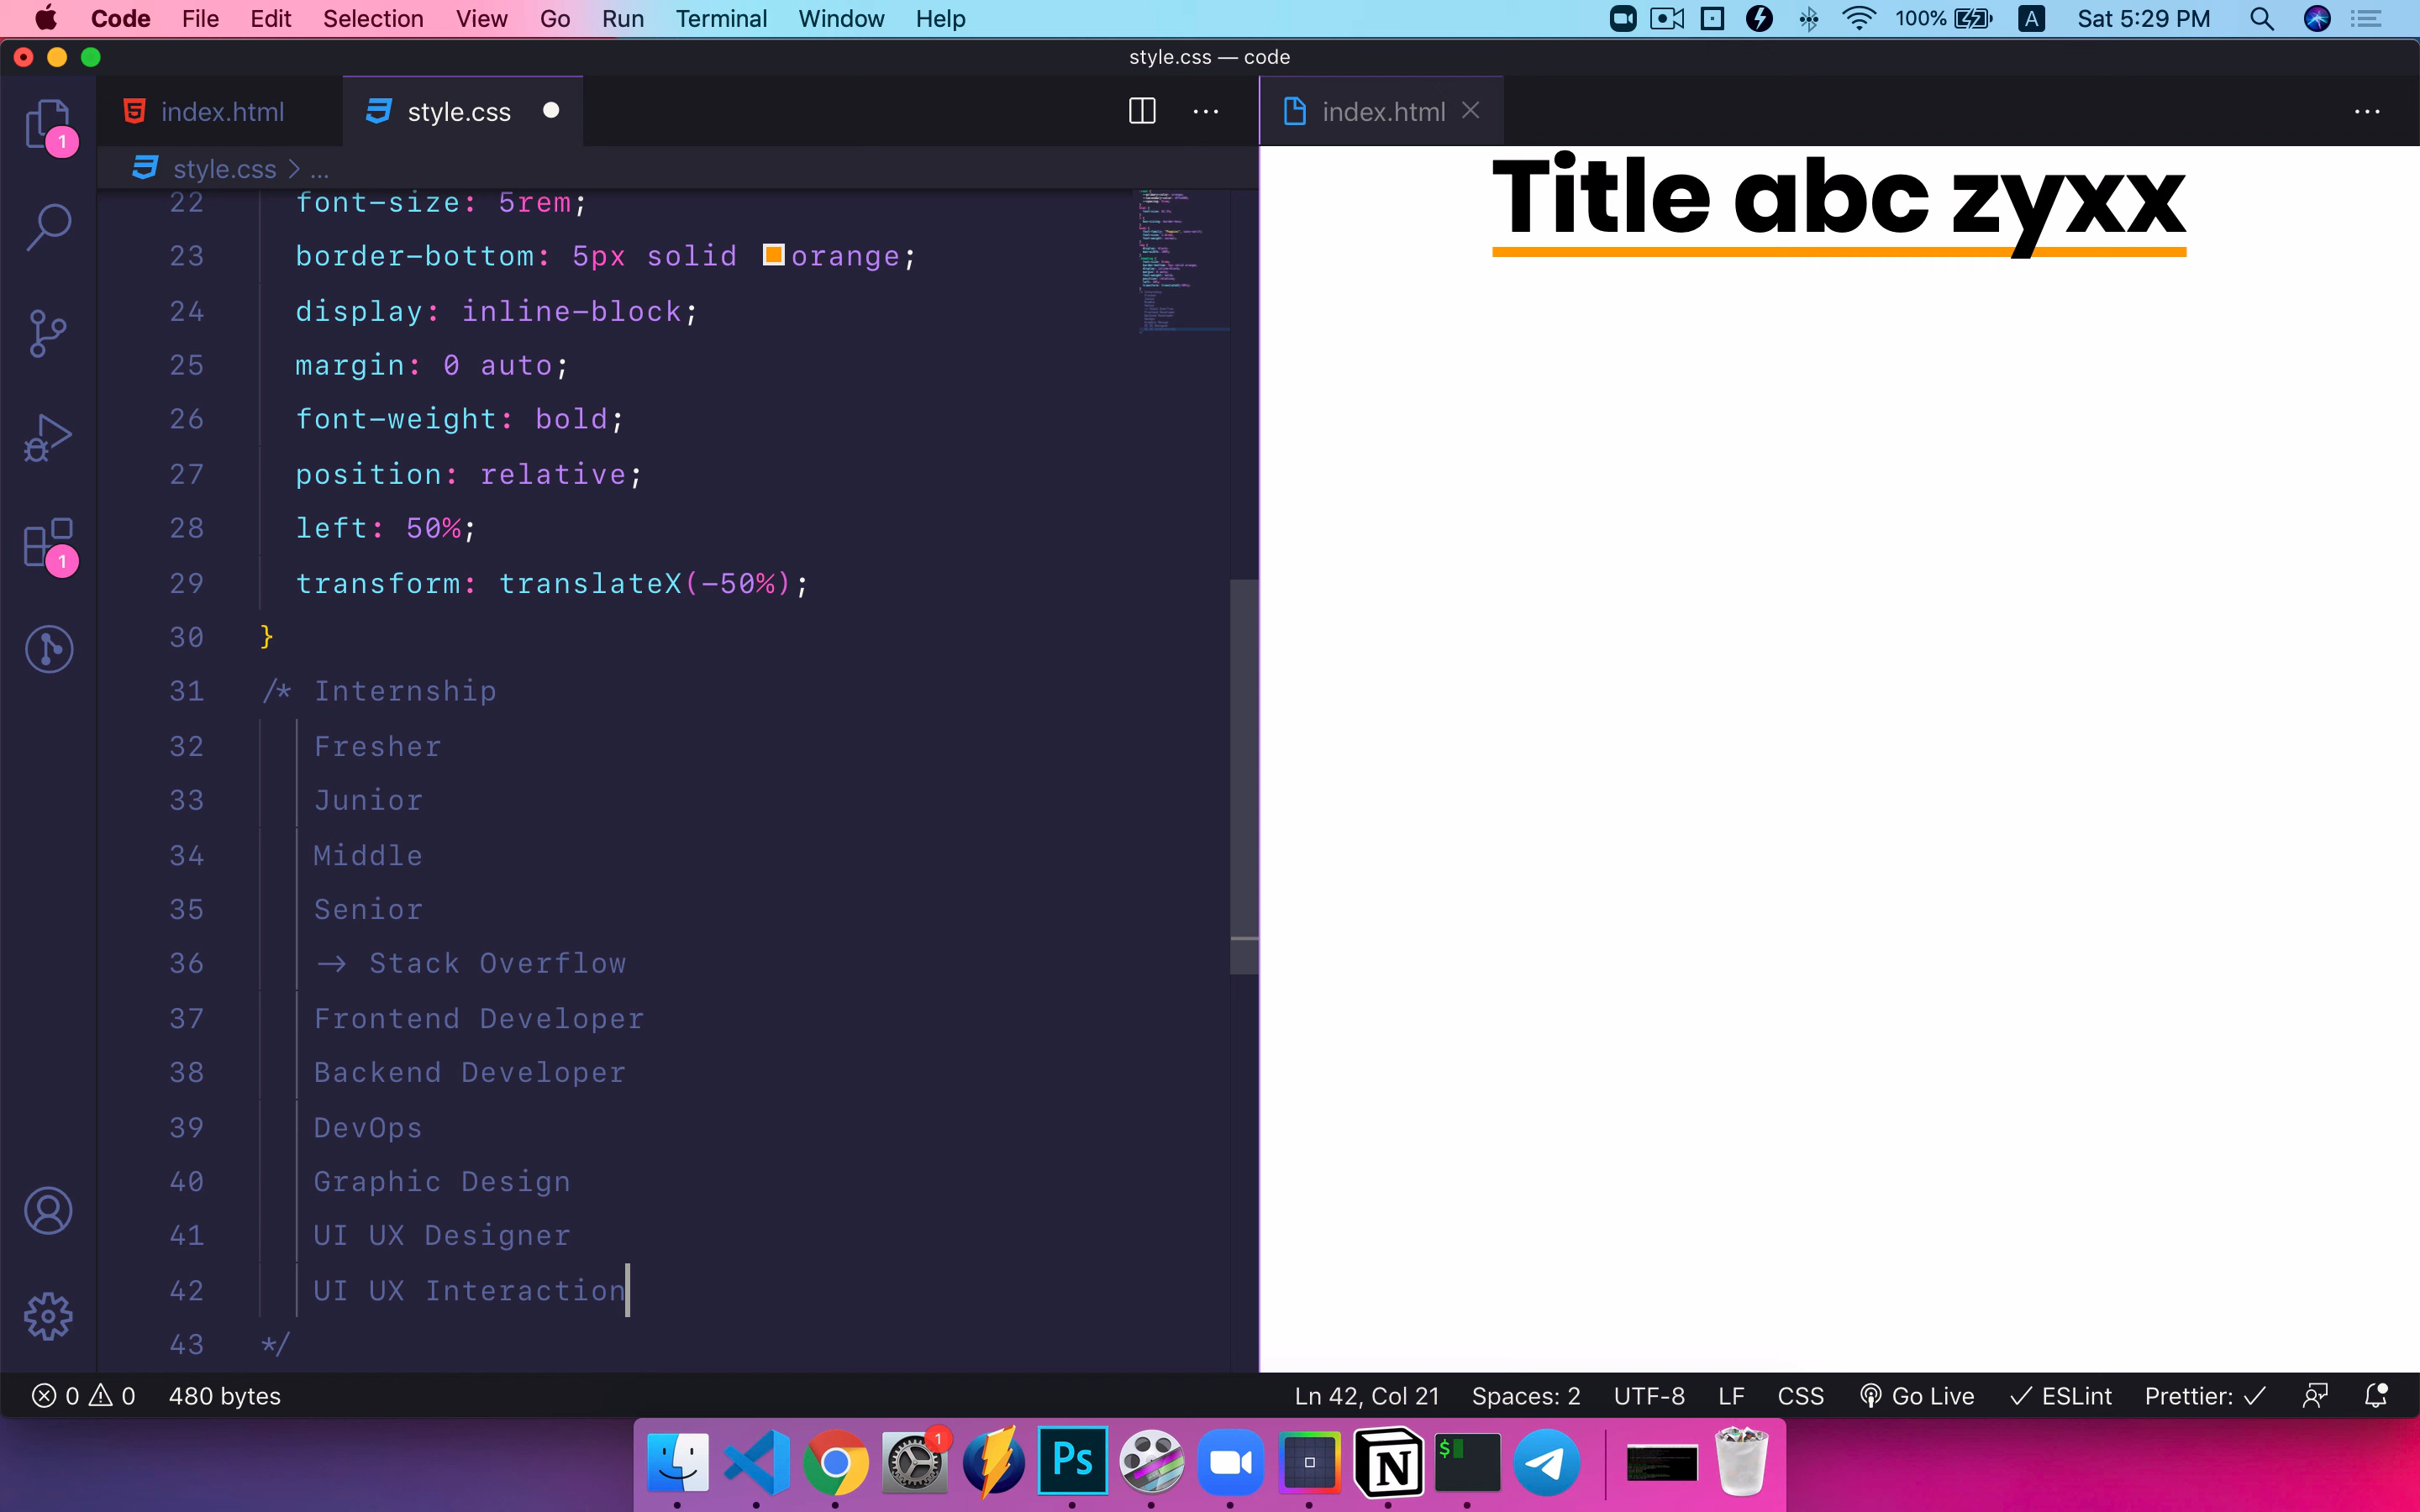 Code File Edit Selection View Go Run Terminal Window Help 100% A Sat 5:29 PM
style.css — code
index.html style.css index.html
style.css > ...
22 font-size: 5rem;
23 border-bottom: 5px solid orange;
24 display: inline-block;
25 margin: 0 auto;
26 font-weight: bold;
27 position: relative;
28 left: 50%;
29 transform: translateX(-50%);
30 }
31 /* Internship
32 Fresher
33 Junior
34 Middle
35 Senior
36 → Stack Overflow
37 Frontend Developer
38 Backend Developer
39 DevOps
40 Graphic Design
41 UI UX Designer
42 UI UX Interaction
43 */
1
1
Title abc zyxx
0 0 480 bytes Ln 42, Col 21 Spaces: 2 UTF-8 LF CSS Go Live ✓ ESLint Prettier: ✓
1 Ps N $